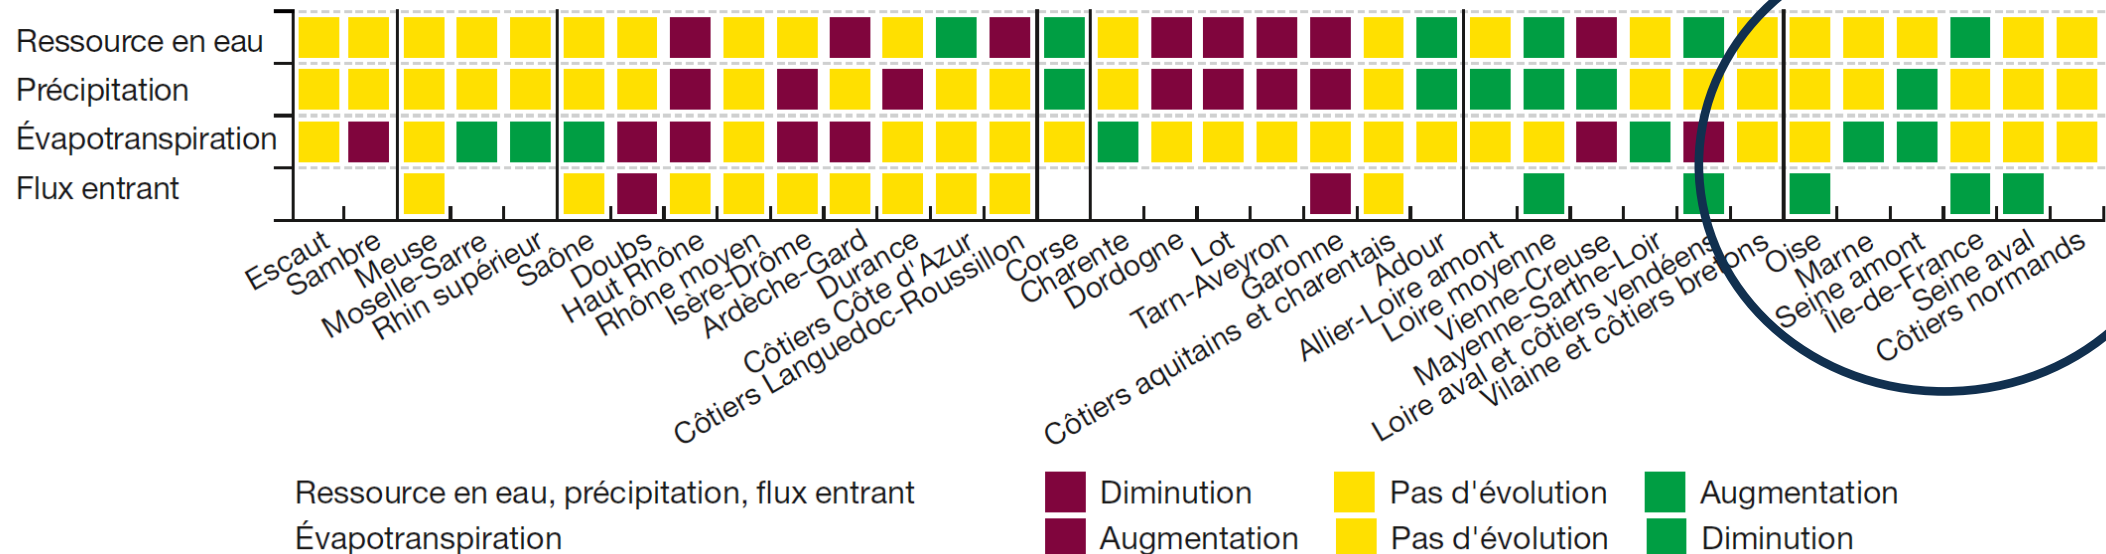 Ressource en eau
Précipitation
Évapotranspiration
Flux entrant
Escaut
Sambre
Meuse
Moselle-Sarre
Rhin supérieur
Saône
Doubs
Haut Rhône
Rhône moyen
Isère-Drôme
Ardèche-Gard
Durance
Côtiers Côte d'Azur
Côtiers Languedoc-Roussillon
Corse
Charente
Dordogne
Lot
Tarn-Aveyron
Garonne
Côtiers aquitains et charentais
Adour
Allier-Loire amont
Loire moyenne
Vienne-Creuse
Mayenne-Sarthe-Loir
Loire aval et côtiers vendéens
Vilaine et côtiers bretons
Oise
Marne
Seine amont
Île-de-France
Seine aval
Côtiers normands
Ressource en eau, précipitation, flux entrant Diminution Pas d'évolution Augmentation
Évapotranspiration Augmentation Pas d'évolution Diminution